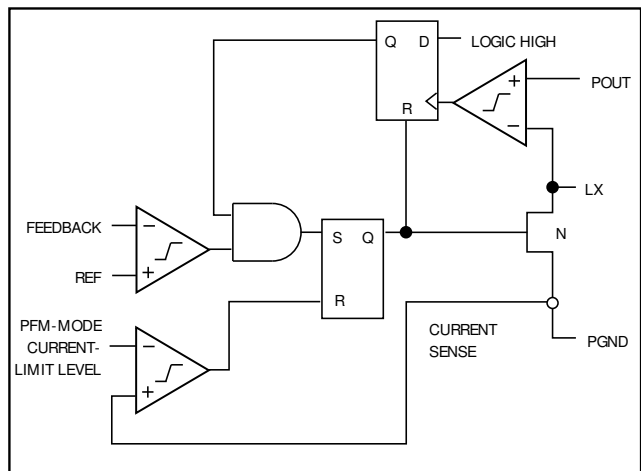 Q D LOGIC HIGH
+ POUT
R
−
LX
FEEDBACK −
S Q
N
REF +
R
PFM-MODE
CURRENT-
LIMIT LEVEL
−
+
CURRENT
SENSE
PGND